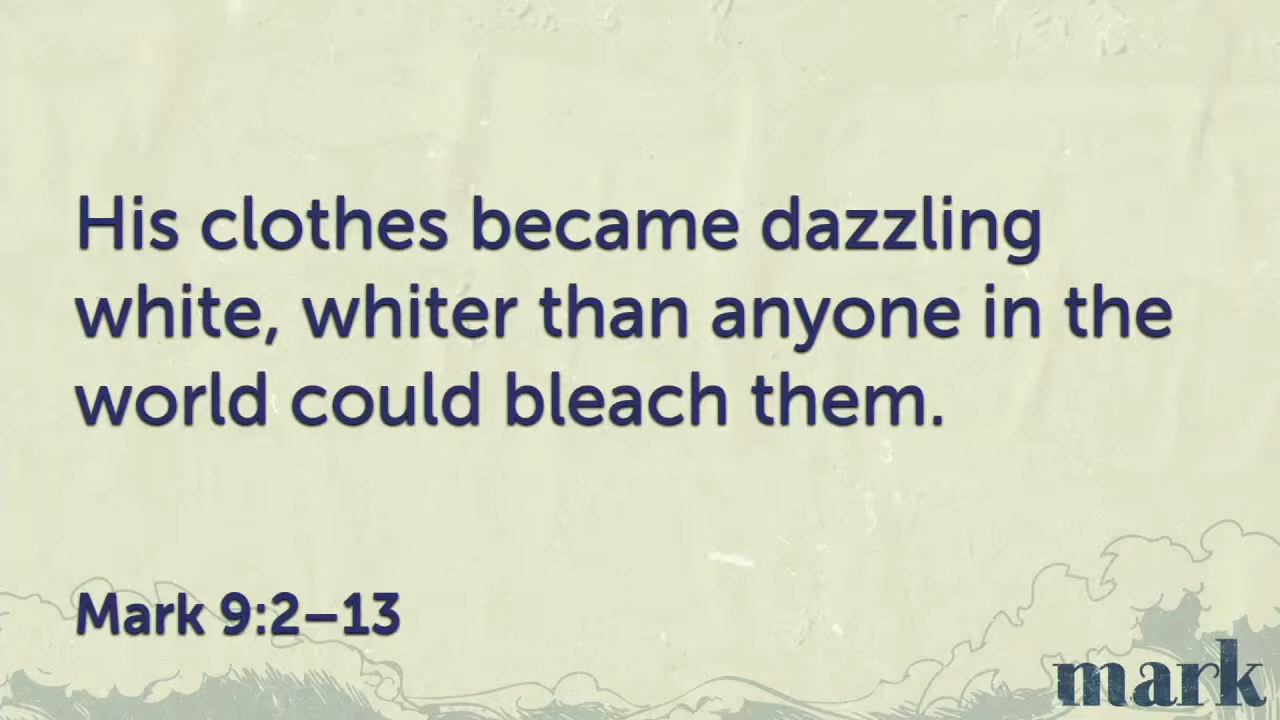 His clothes became dazzling
white, whiter than anyone in the
world could bleach them.
Mark 9:2–13
mark